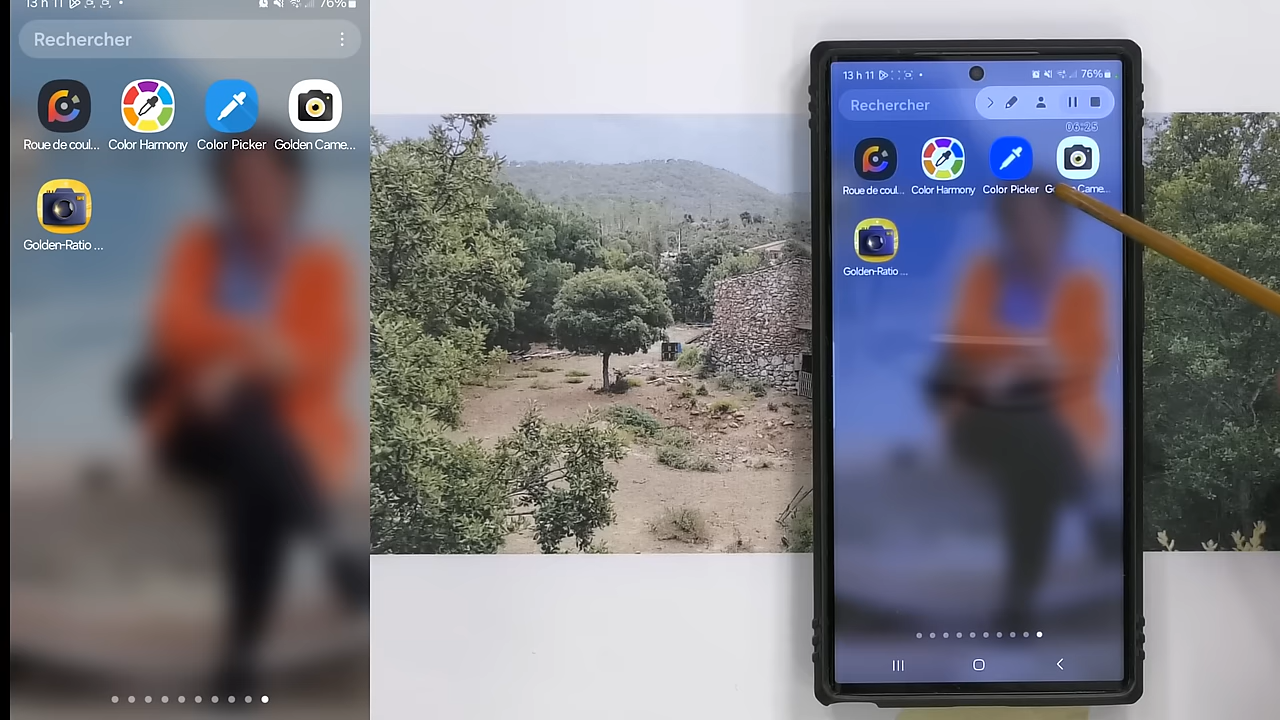 13 h 11 76%
Rechercher
Roue de coul... Color Harmony Color Picker Golden Came...
Golden-Ratio ...
13 h 11 76%
Rechercher
06:25
Roue de coul... Color Harmony Color Picker Came...
Golden-Ratio ...